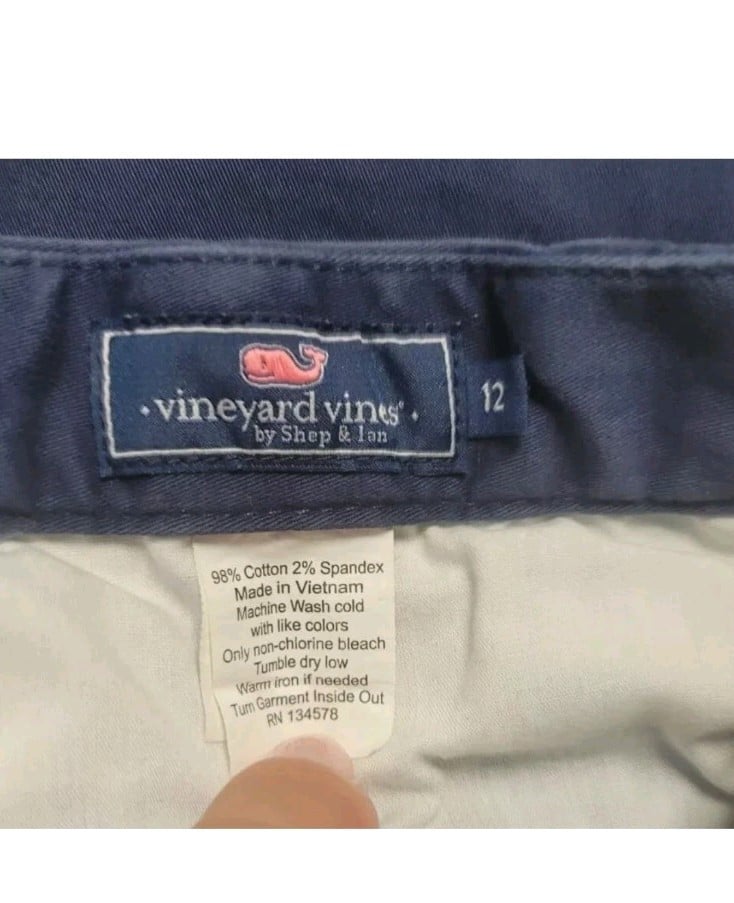 vineyard vines®
by Shep & Ian
12
98% Cotton 2% Spandex
Made in Vietnam
Machine Wash cold
with like colors
Only non-chlorine bleach
Tumble dry low
Warm iron if needed
Turn Garment Inside Out
RN 134578